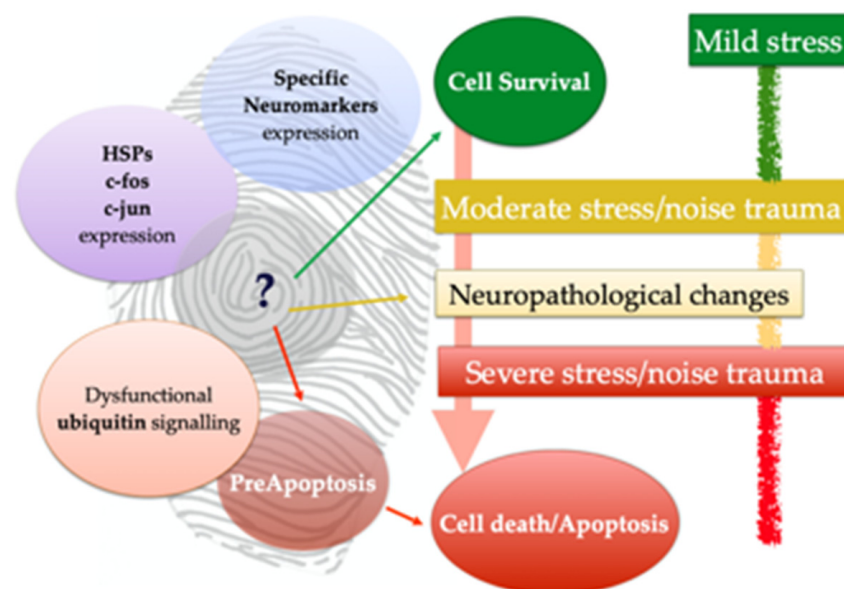 Specific
Neuromarkers
expression
HSPs
c-fos
c-jun
expression
?
Dysfunctional
ubiquitin signalling
PreApoptosis
Cell Survival
Mild stress
Moderate stress/noise trauma
Neuropathological changes
Severe stress/noise trauma
Cell death/Apoptosis